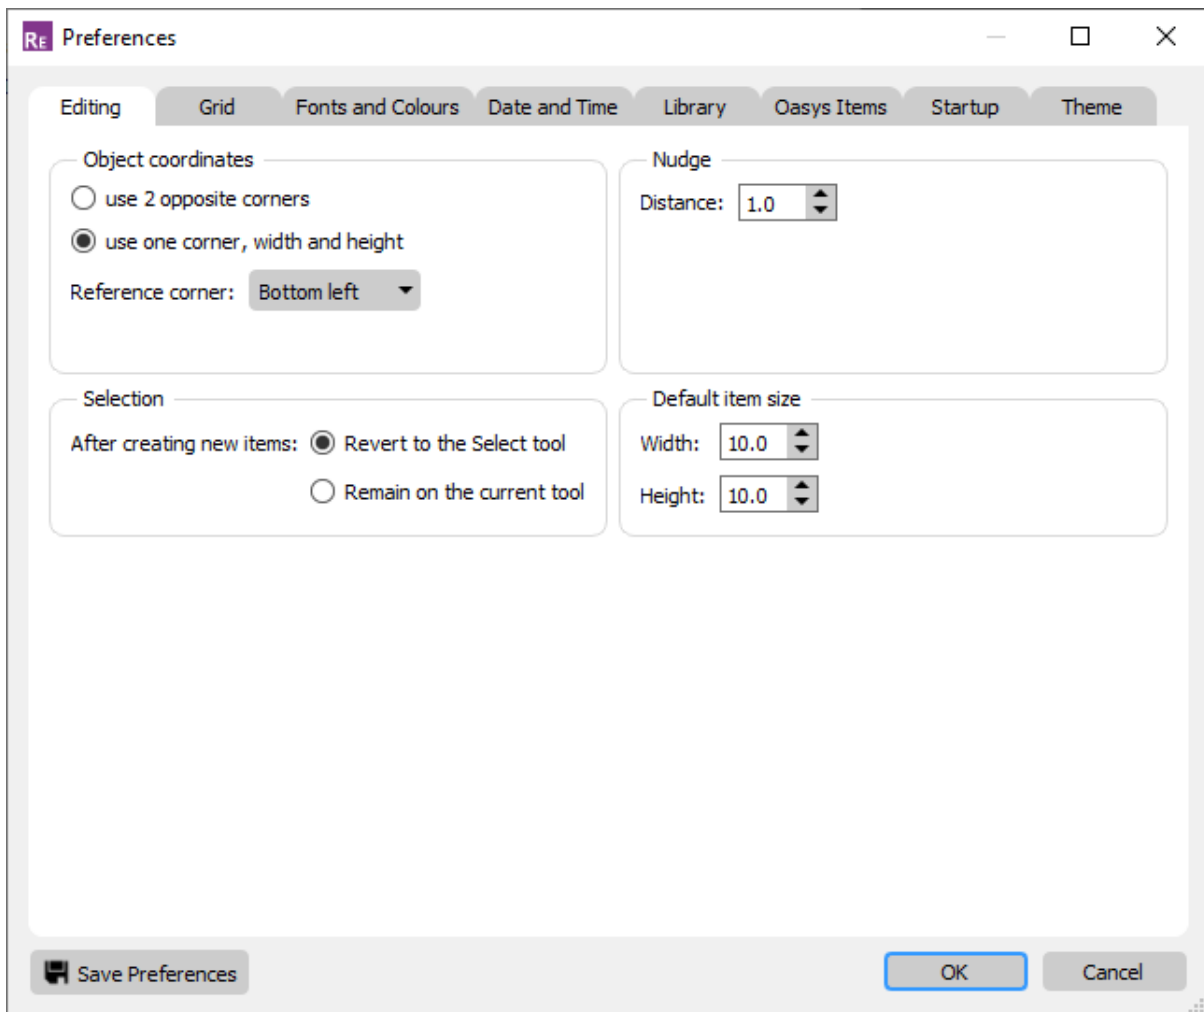 RE Preferences
Editing Grid Fonts and Colours Date and Time Library Oasys Items Startup Theme
Object coordinates
use 2 opposite corners
use one corner, width and height
Reference corner: Bottom left
Nudge
Distance: 1.0
Selection
After creating new items: Revert to the Select tool
Remain on the current tool
Default item size
Width: 10.0
Height: 10.0
Save Preferences OK Cancel